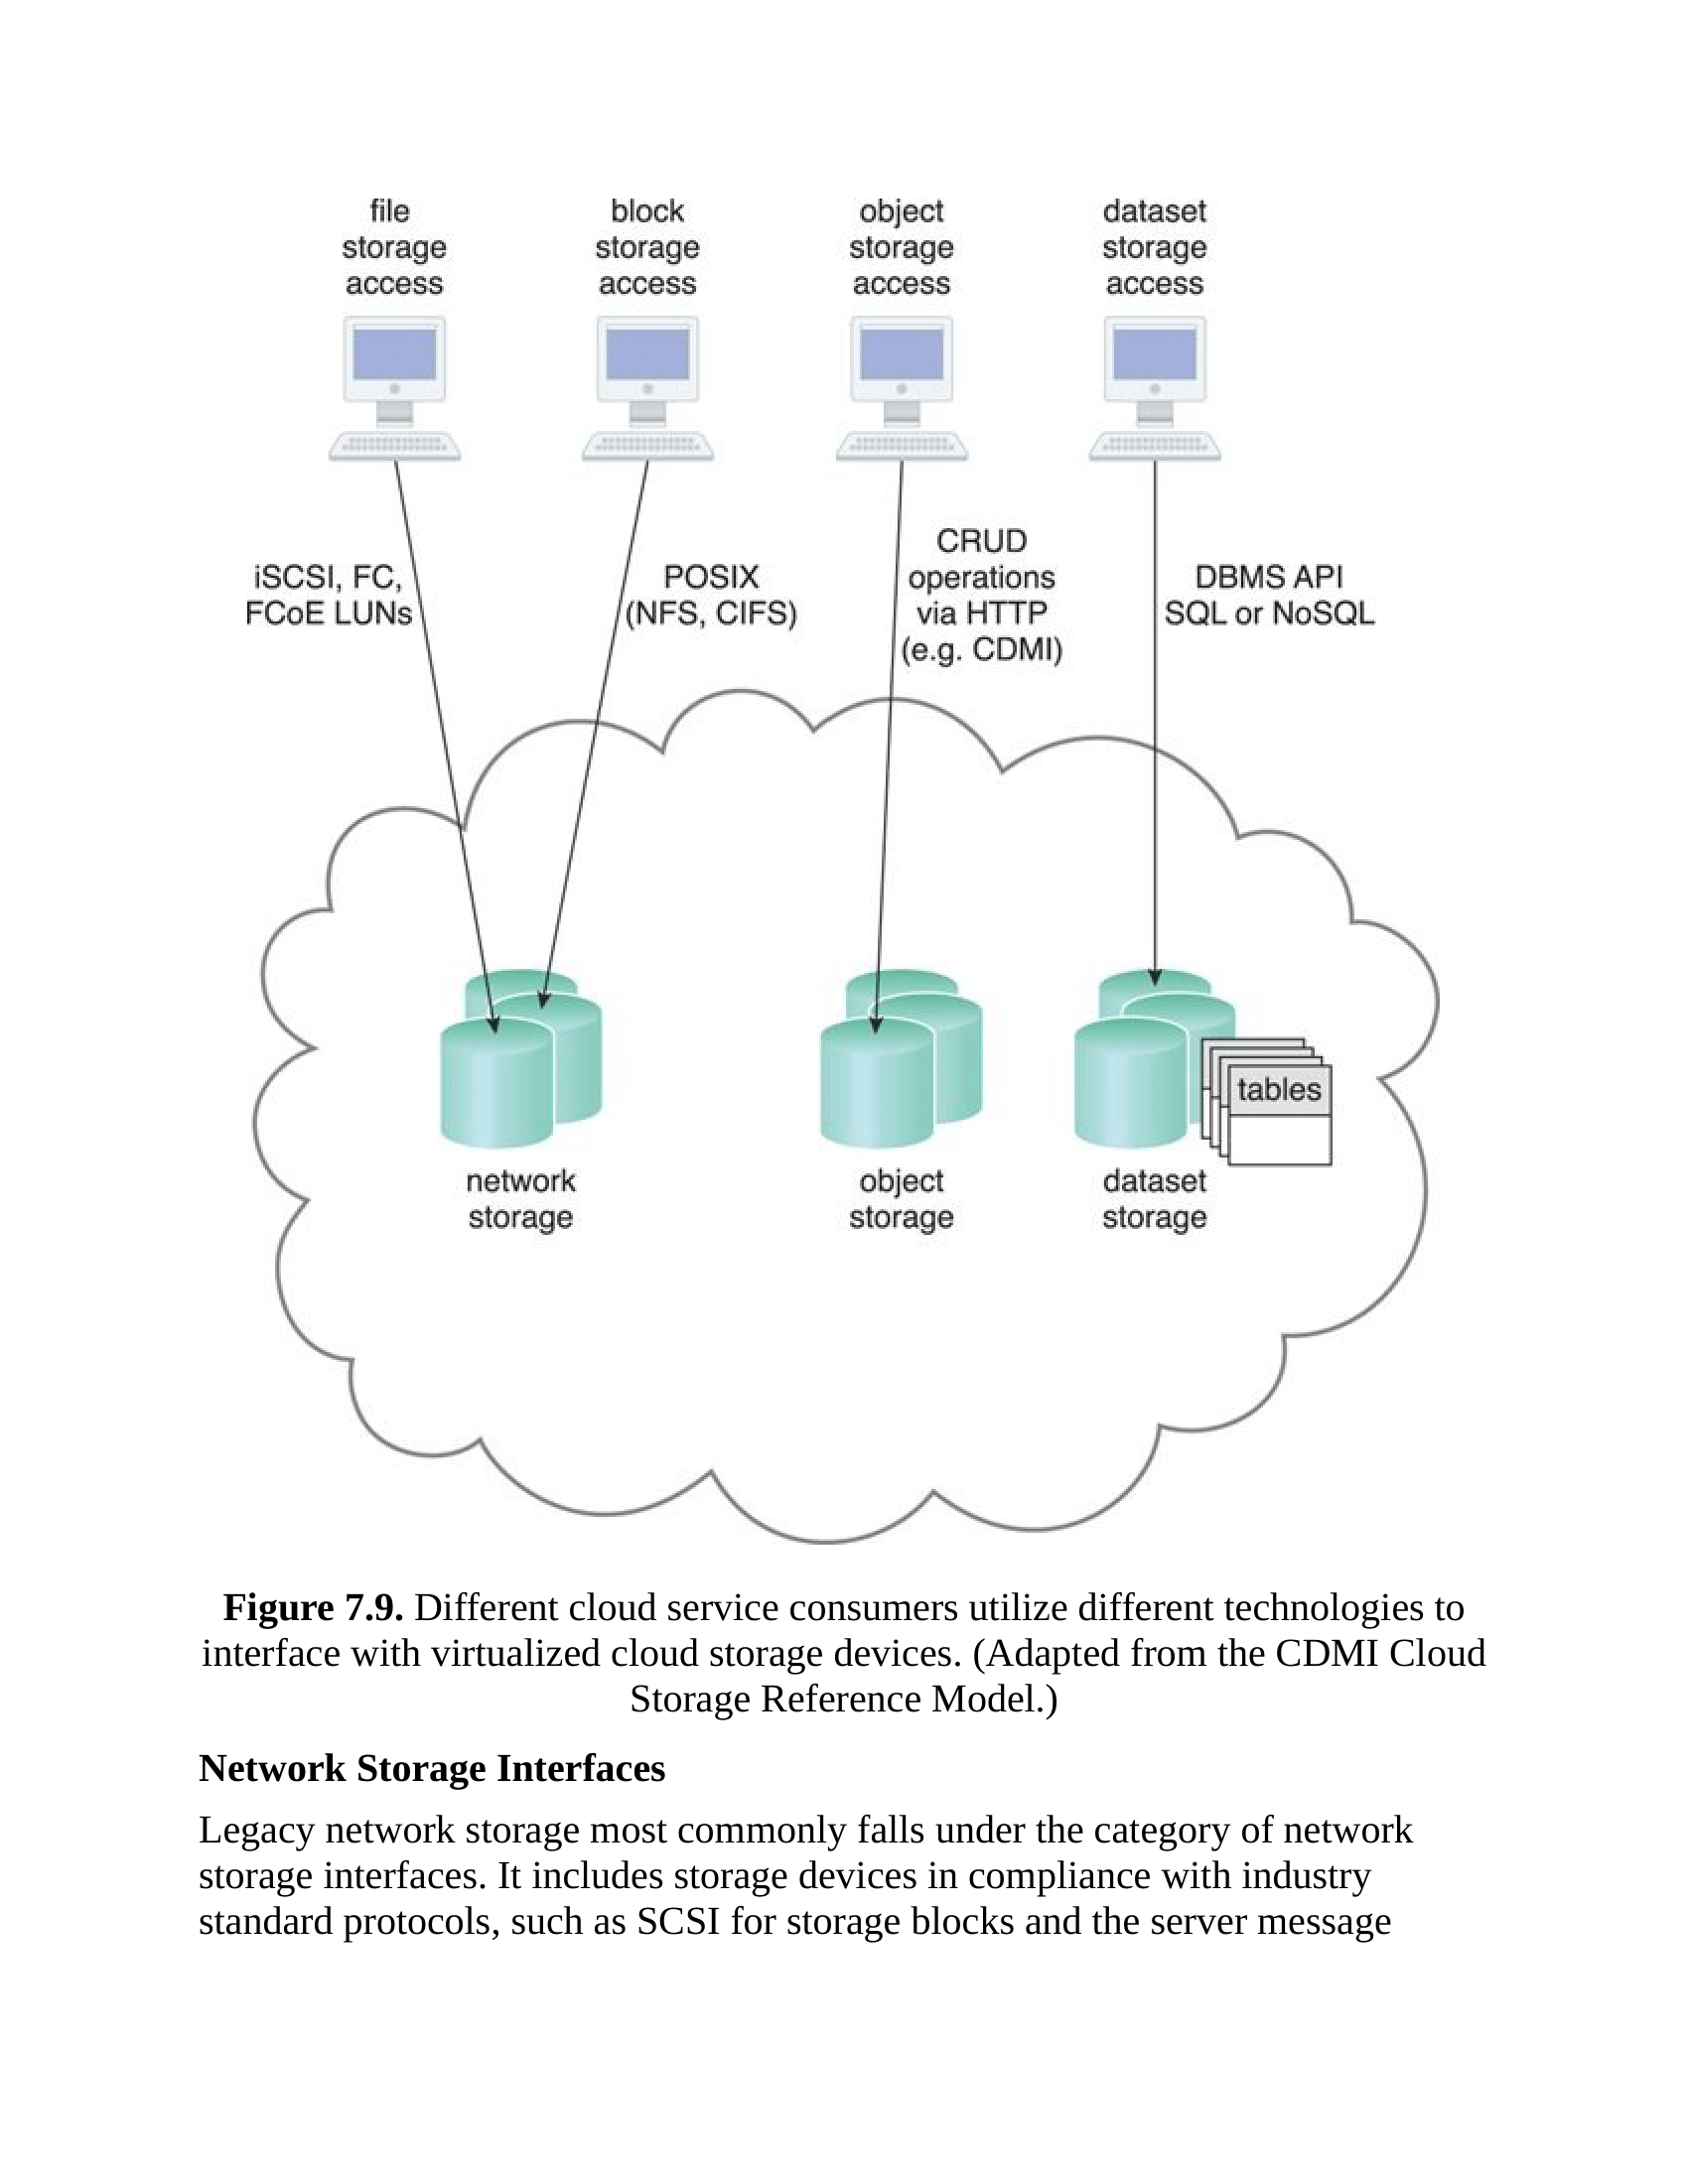 file
storage
access
block
storage
access
object
storage
access
dataset
storage
access
iSCSI, FC,
FCoE LUNs
POSIX
(NFS, CIFS)
CRUD
operations
via HTTP
(e.g. CDMI)
DBMS API
SQL or NoSQL
tables
network
storage
object
storage
dataset
storage
Figure 7.9. Different cloud service consumers utilize different technologies to
interface with virtualized cloud storage devices. (Adapted from the CDMI Cloud
Storage Reference Model.)
Network Storage Interfaces
Legacy network storage most commonly falls under the category of network
storage interfaces. It includes storage devices in compliance with industry
standard protocols, such as SCSI for storage blocks and the server message